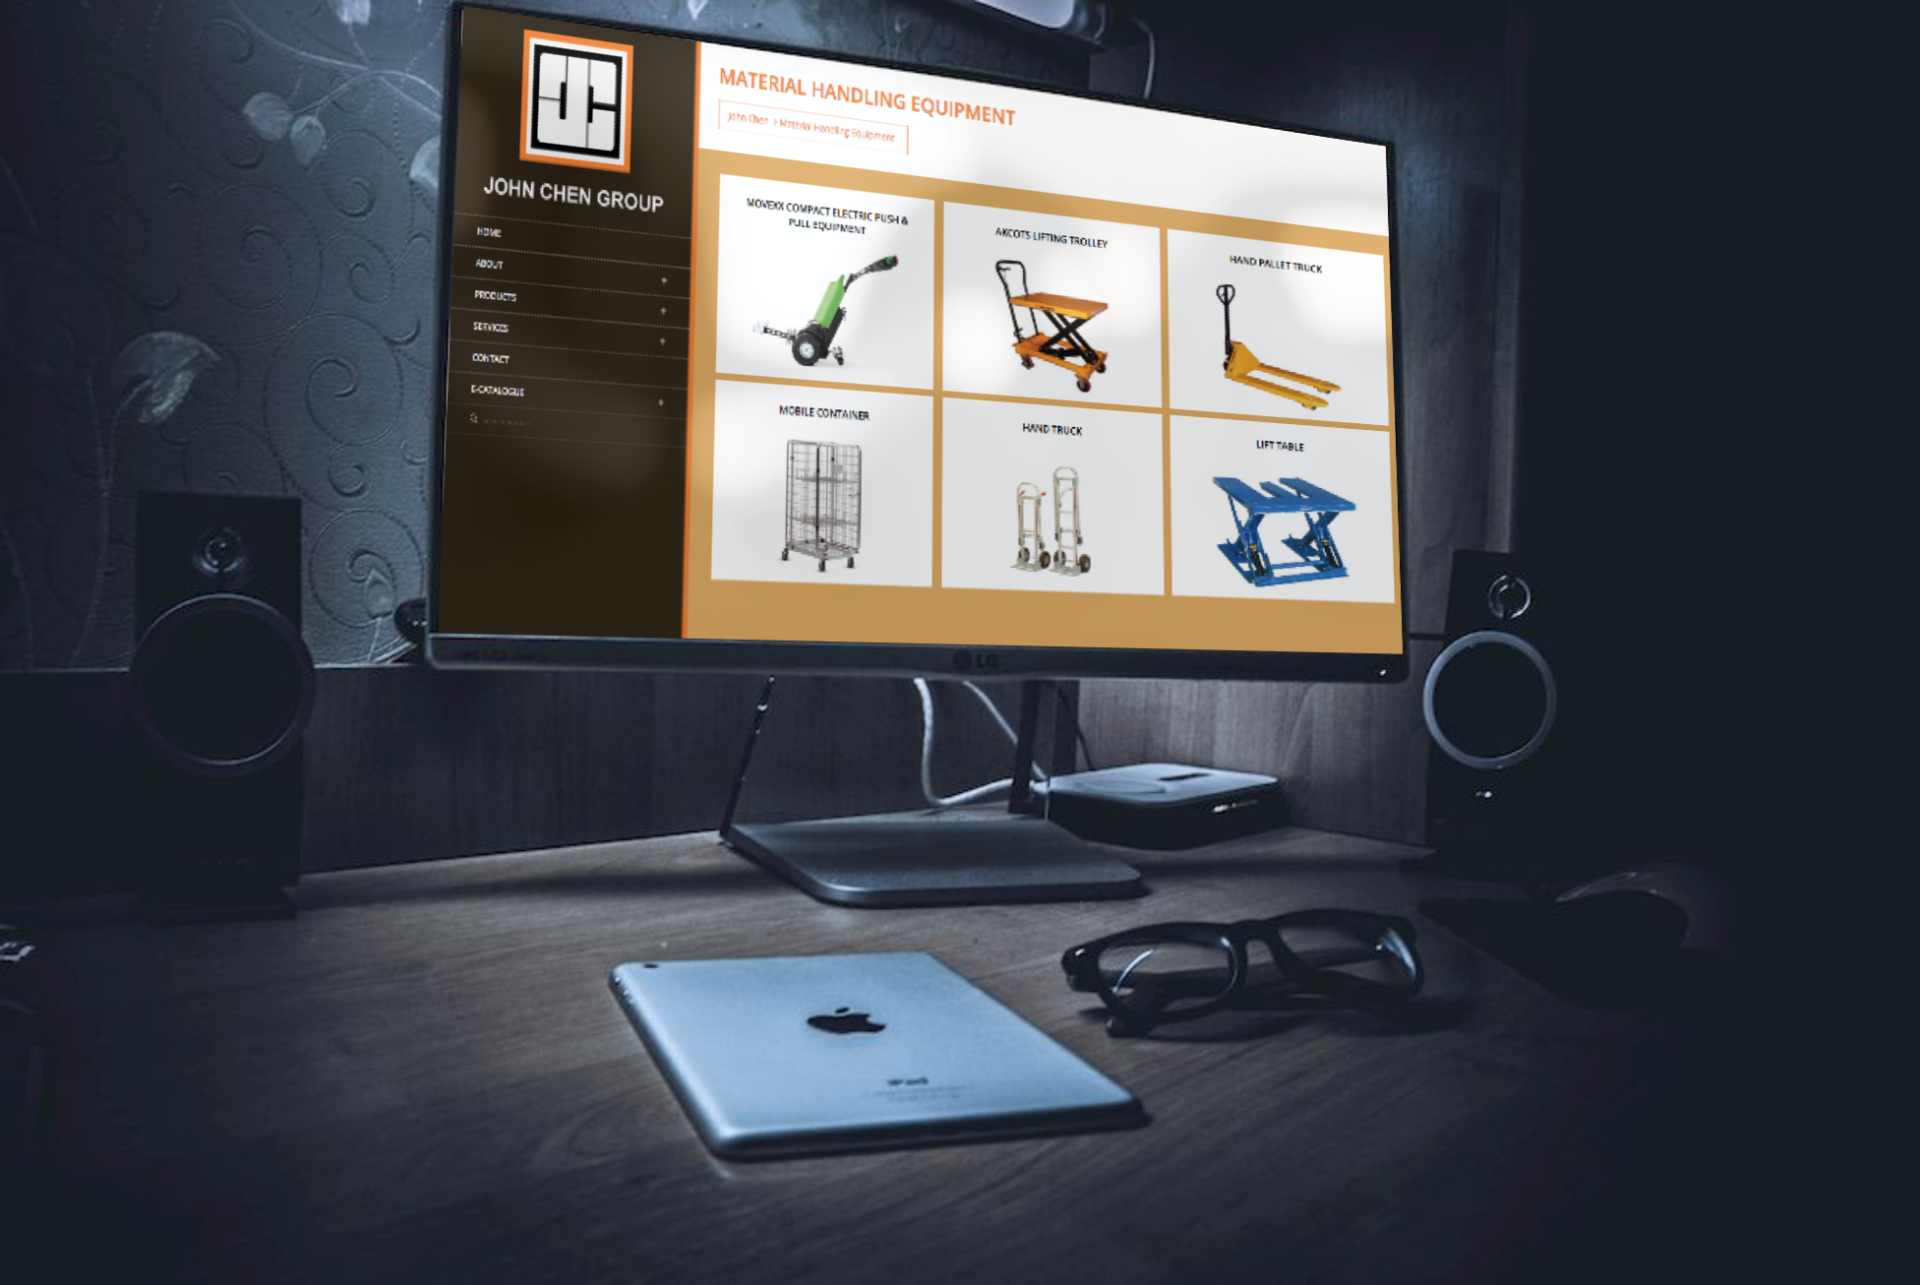 JC
JOHN CHEN GROUP
HOME
ABOUT
PRODUCTS
SERVICES
CONTACT
E-CATALOGUE
MATERIAL HANDLING EQUIPMENT
John Chen > Material Handling Equipment
MOVEXX COMPACT ELECTRIC PUSH &
PULL EQUIPMENT
AKCOTS LIFTING TROLLEY
HAND PALLET TRUCK
MOBILE CONTAINER
HAND TRUCK
LIFT TABLE
LG
iPad